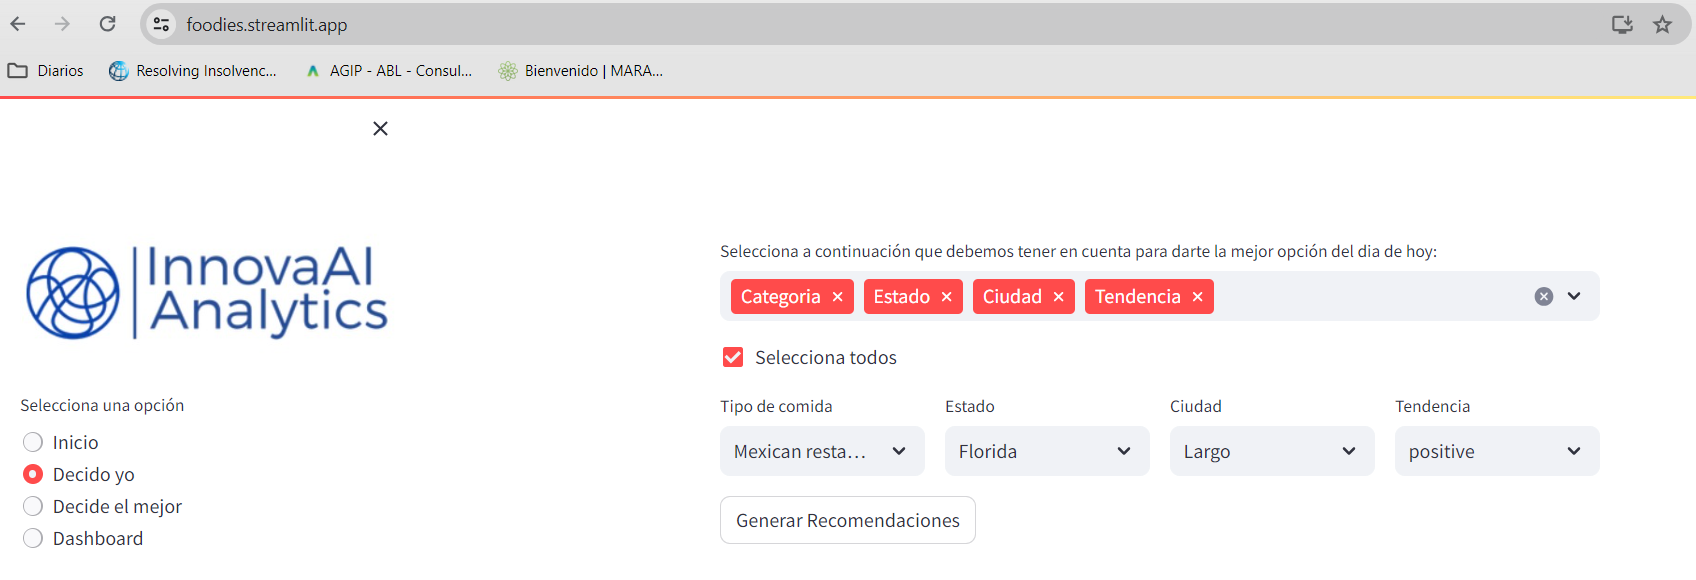 foodies.streamlit.app
Diarios
Resolving Insolvenc...
AGIP - ABL - Consul...
Bienvenido | MARA...
InnovaAI
Analytics
Selecciona una opción
Inicio
Decido yo
Decide el mejor
Dashboard
Selecciona a continuación que debemos tener en cuenta para darte la mejor opción del dia de hoy:
Categoria Estado Ciudad Tendencia
Selecciona todos
Tipo de comida Estado Ciudad Tendencia
Mexican resta... Florida Largo positive
Generar Recomendaciones